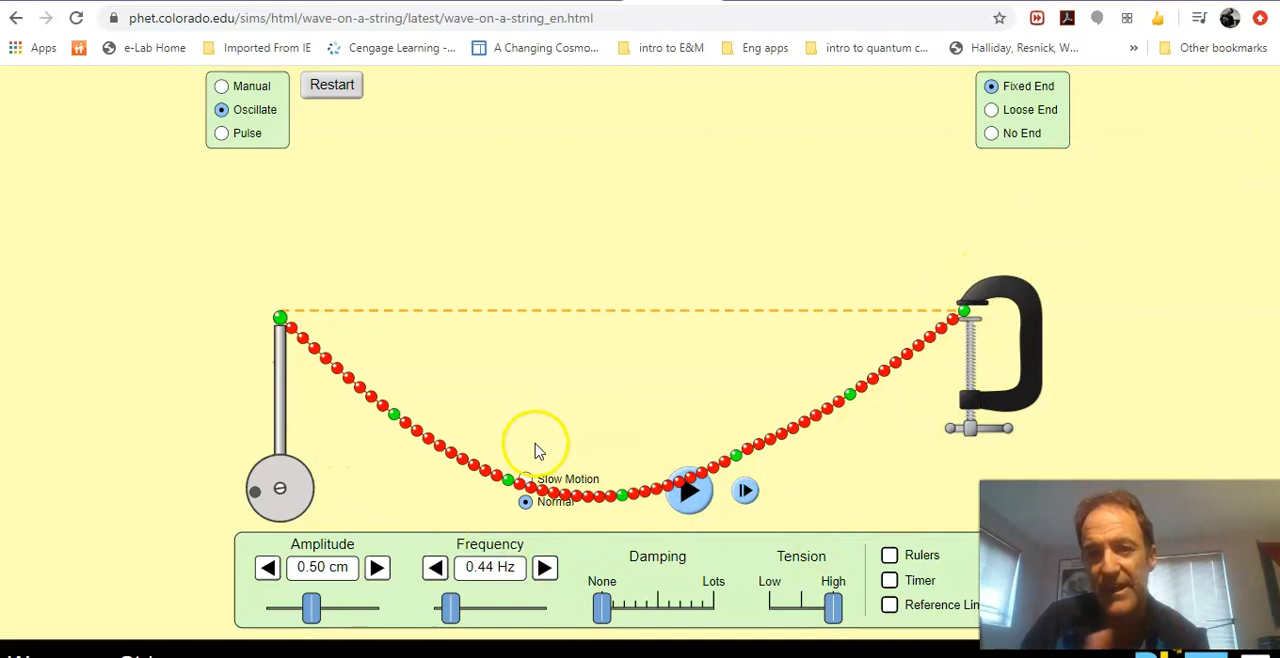 phet.colorado.edu/sims/html/wave-on-a-string/latest/wave-on-a-string_en.html
Apps e-Lab Home Imported From IE Cengage Learning -... A Changing Cosmo... intro to E&M Eng apps intro to quantum c... Halliday, Resnick, W... » Other bookmarks
Manual
Oscillate
Pulse
Restart
Fixed End
Loose End
No End
Slow Motion
Normal
Amplitude
0.50 cm
Frequency
0.44 Hz
Damping
None Lots
Tension
Low High
Rulers
Timer
Reference Lin